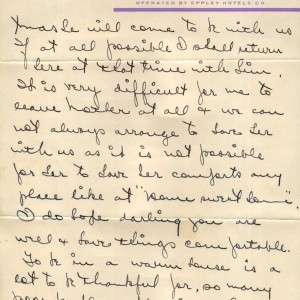 OPERATED BY EPPLEY HOTELS CO.
will come to be with us
if at all possible I shall return
here at that time with him.
It is very difficult for me to
leave Mother at all & we can
not always arrange to have her
with us as it is not possible
for her to have her comforts any
place like at "home sweet home".
I do hope darling you are
well & have things comfortable.
To be in a warm house is a
lot to be thankful for, so many